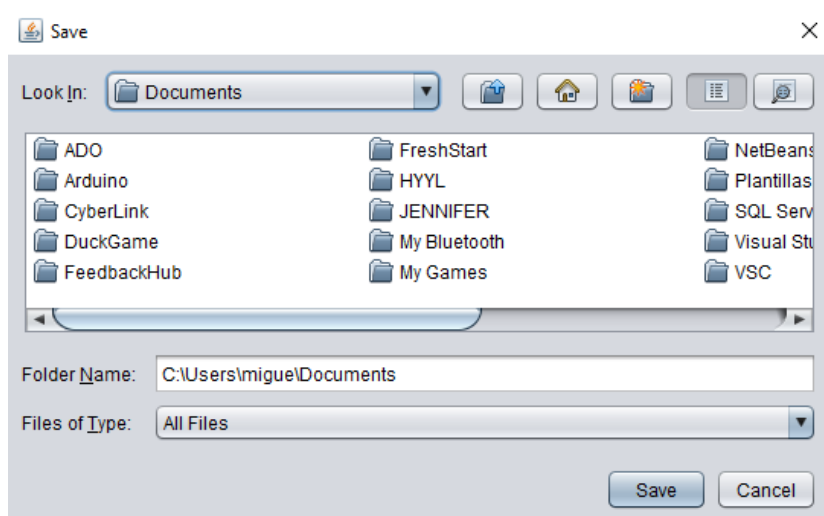 Save
Look In: Documents
ADO FreshStart NetBeans
Arduino HYYL Plantillas
CyberLink JENNIFER SQL Serv
DuckGame My Bluetooth Visual Stu
FeedbackHub My Games VSC
Folder Name: C:\Users\migue\Documents
Files of Type: All Files
Save Cancel